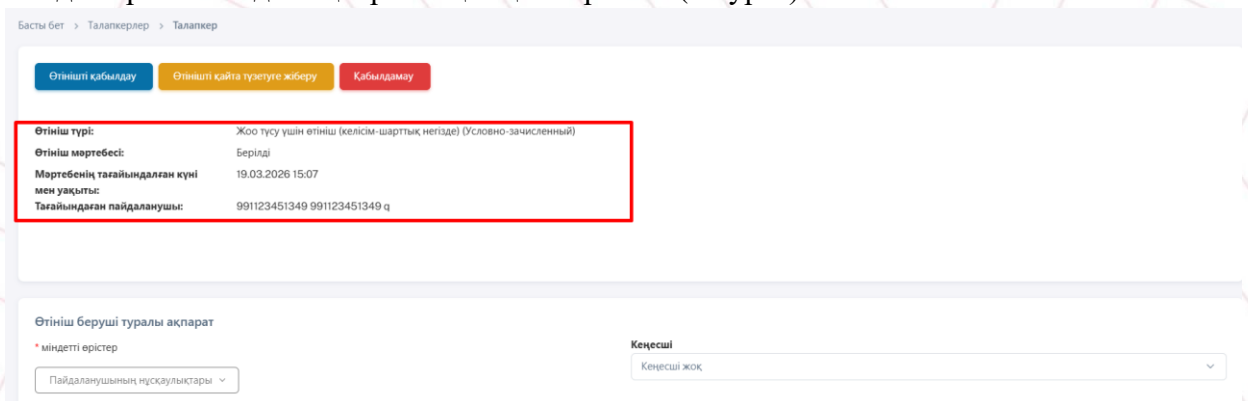 Басты бет > Талапкерлер > Талапкер
Өтінішті қабылдау Өтінішті қайта түзетуге жіберу Қабылдамау
Өтініш түрі: Жоо түсу үшін өтініш (келісім-шарттық негізде) (Условно-зачисленный)
Өтініш мәртебесі: Берілді
Мәртебенің тағайындалған күні 19.03.2026 15:07
мен уақыты:
Тағайындаған пайдаланушы: 991123451349 991123451349 q
Өтініш беруші туралы ақпарат
* міндетті өрістер
Кеңесші
Кеңесші жоқ
Пайдаланушының нұсқаулықтары